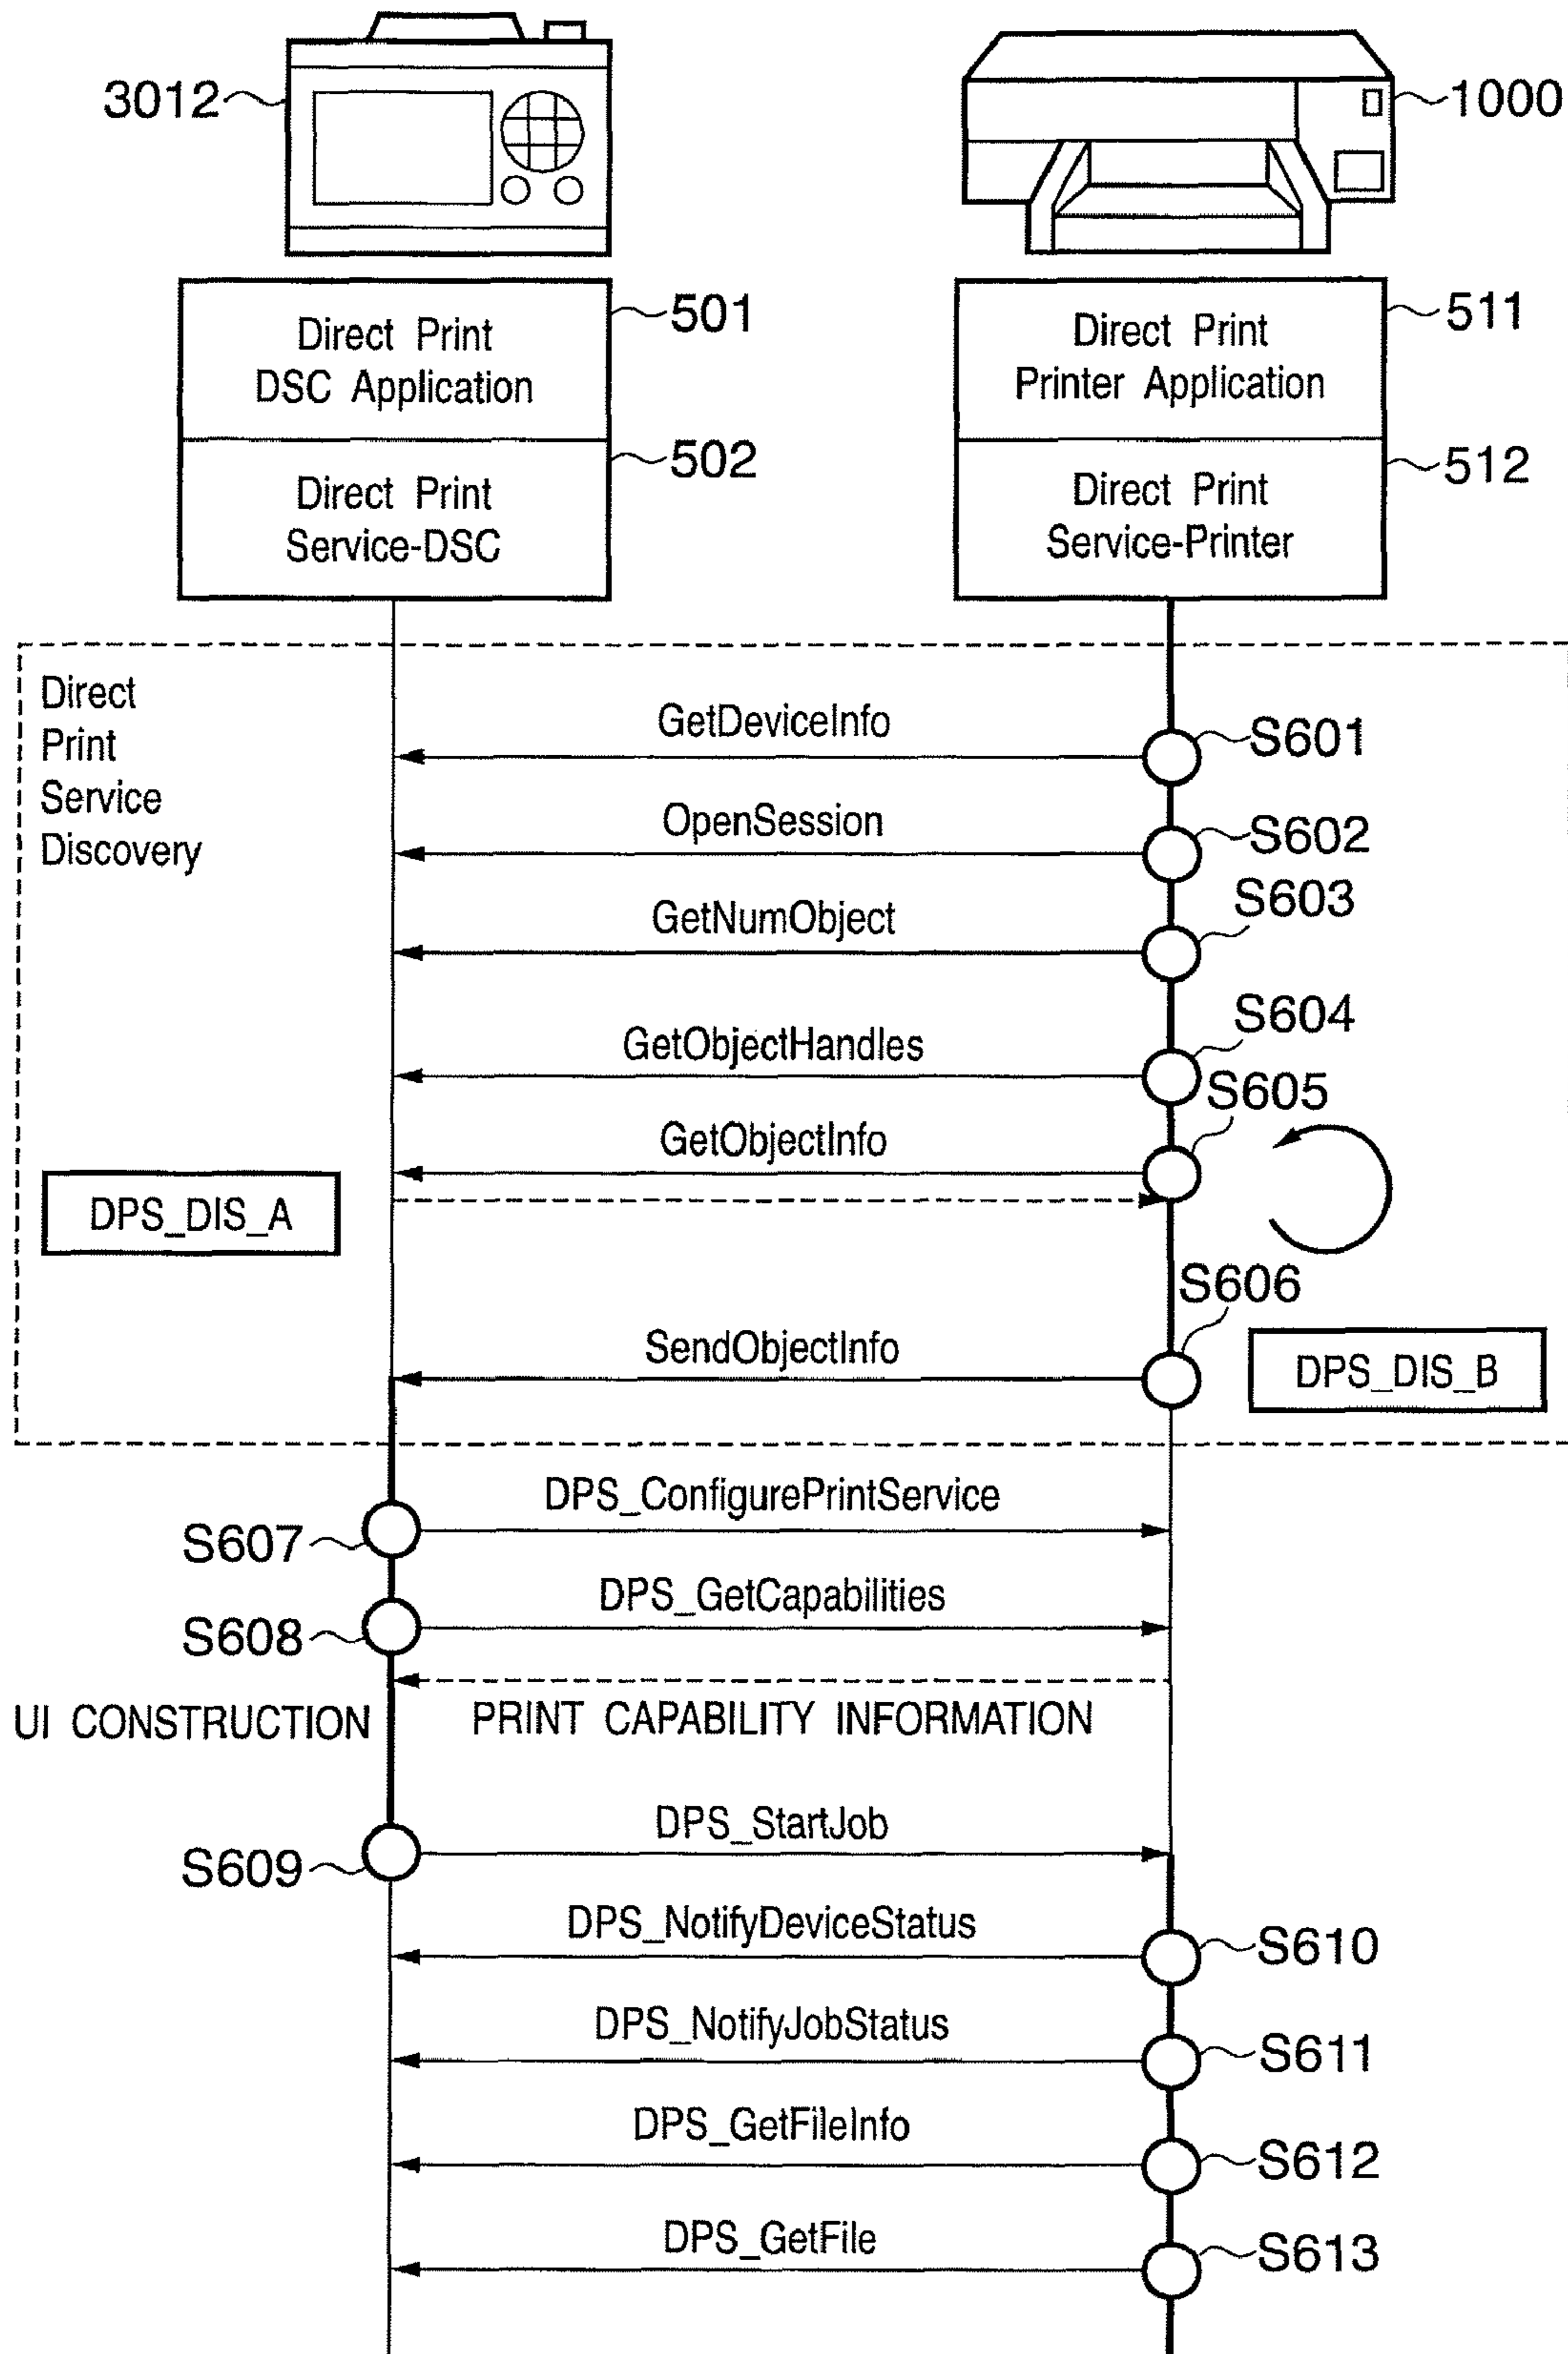 3012
1000
Direct Print
DSC Application
501
Direct Print
Service-DSC
502
Direct Print
Printer Application
511
Direct Print
Service-Printer
512
Direct
Print
Service
Discovery
GetDeviceInfo
S601
OpenSession
S602
GetNumObject
S603
GetObjectHandles
S604
GetObjectInfo
S605
DPS_DIS_A
S606
SendObjectInfo
DPS_DIS_B
DPS_ConfigurePrintService
S607
DPS_GetCapabilities
S608
UI CONSTRUCTION
PRINT CAPABILITY INFORMATION
DPS_StartJob
S609
DPS_NotifyDeviceStatus
S610
DPS_NotifyJobStatus
S611
DPS_GetFileInfo
S612
DPS_GetFile
S613